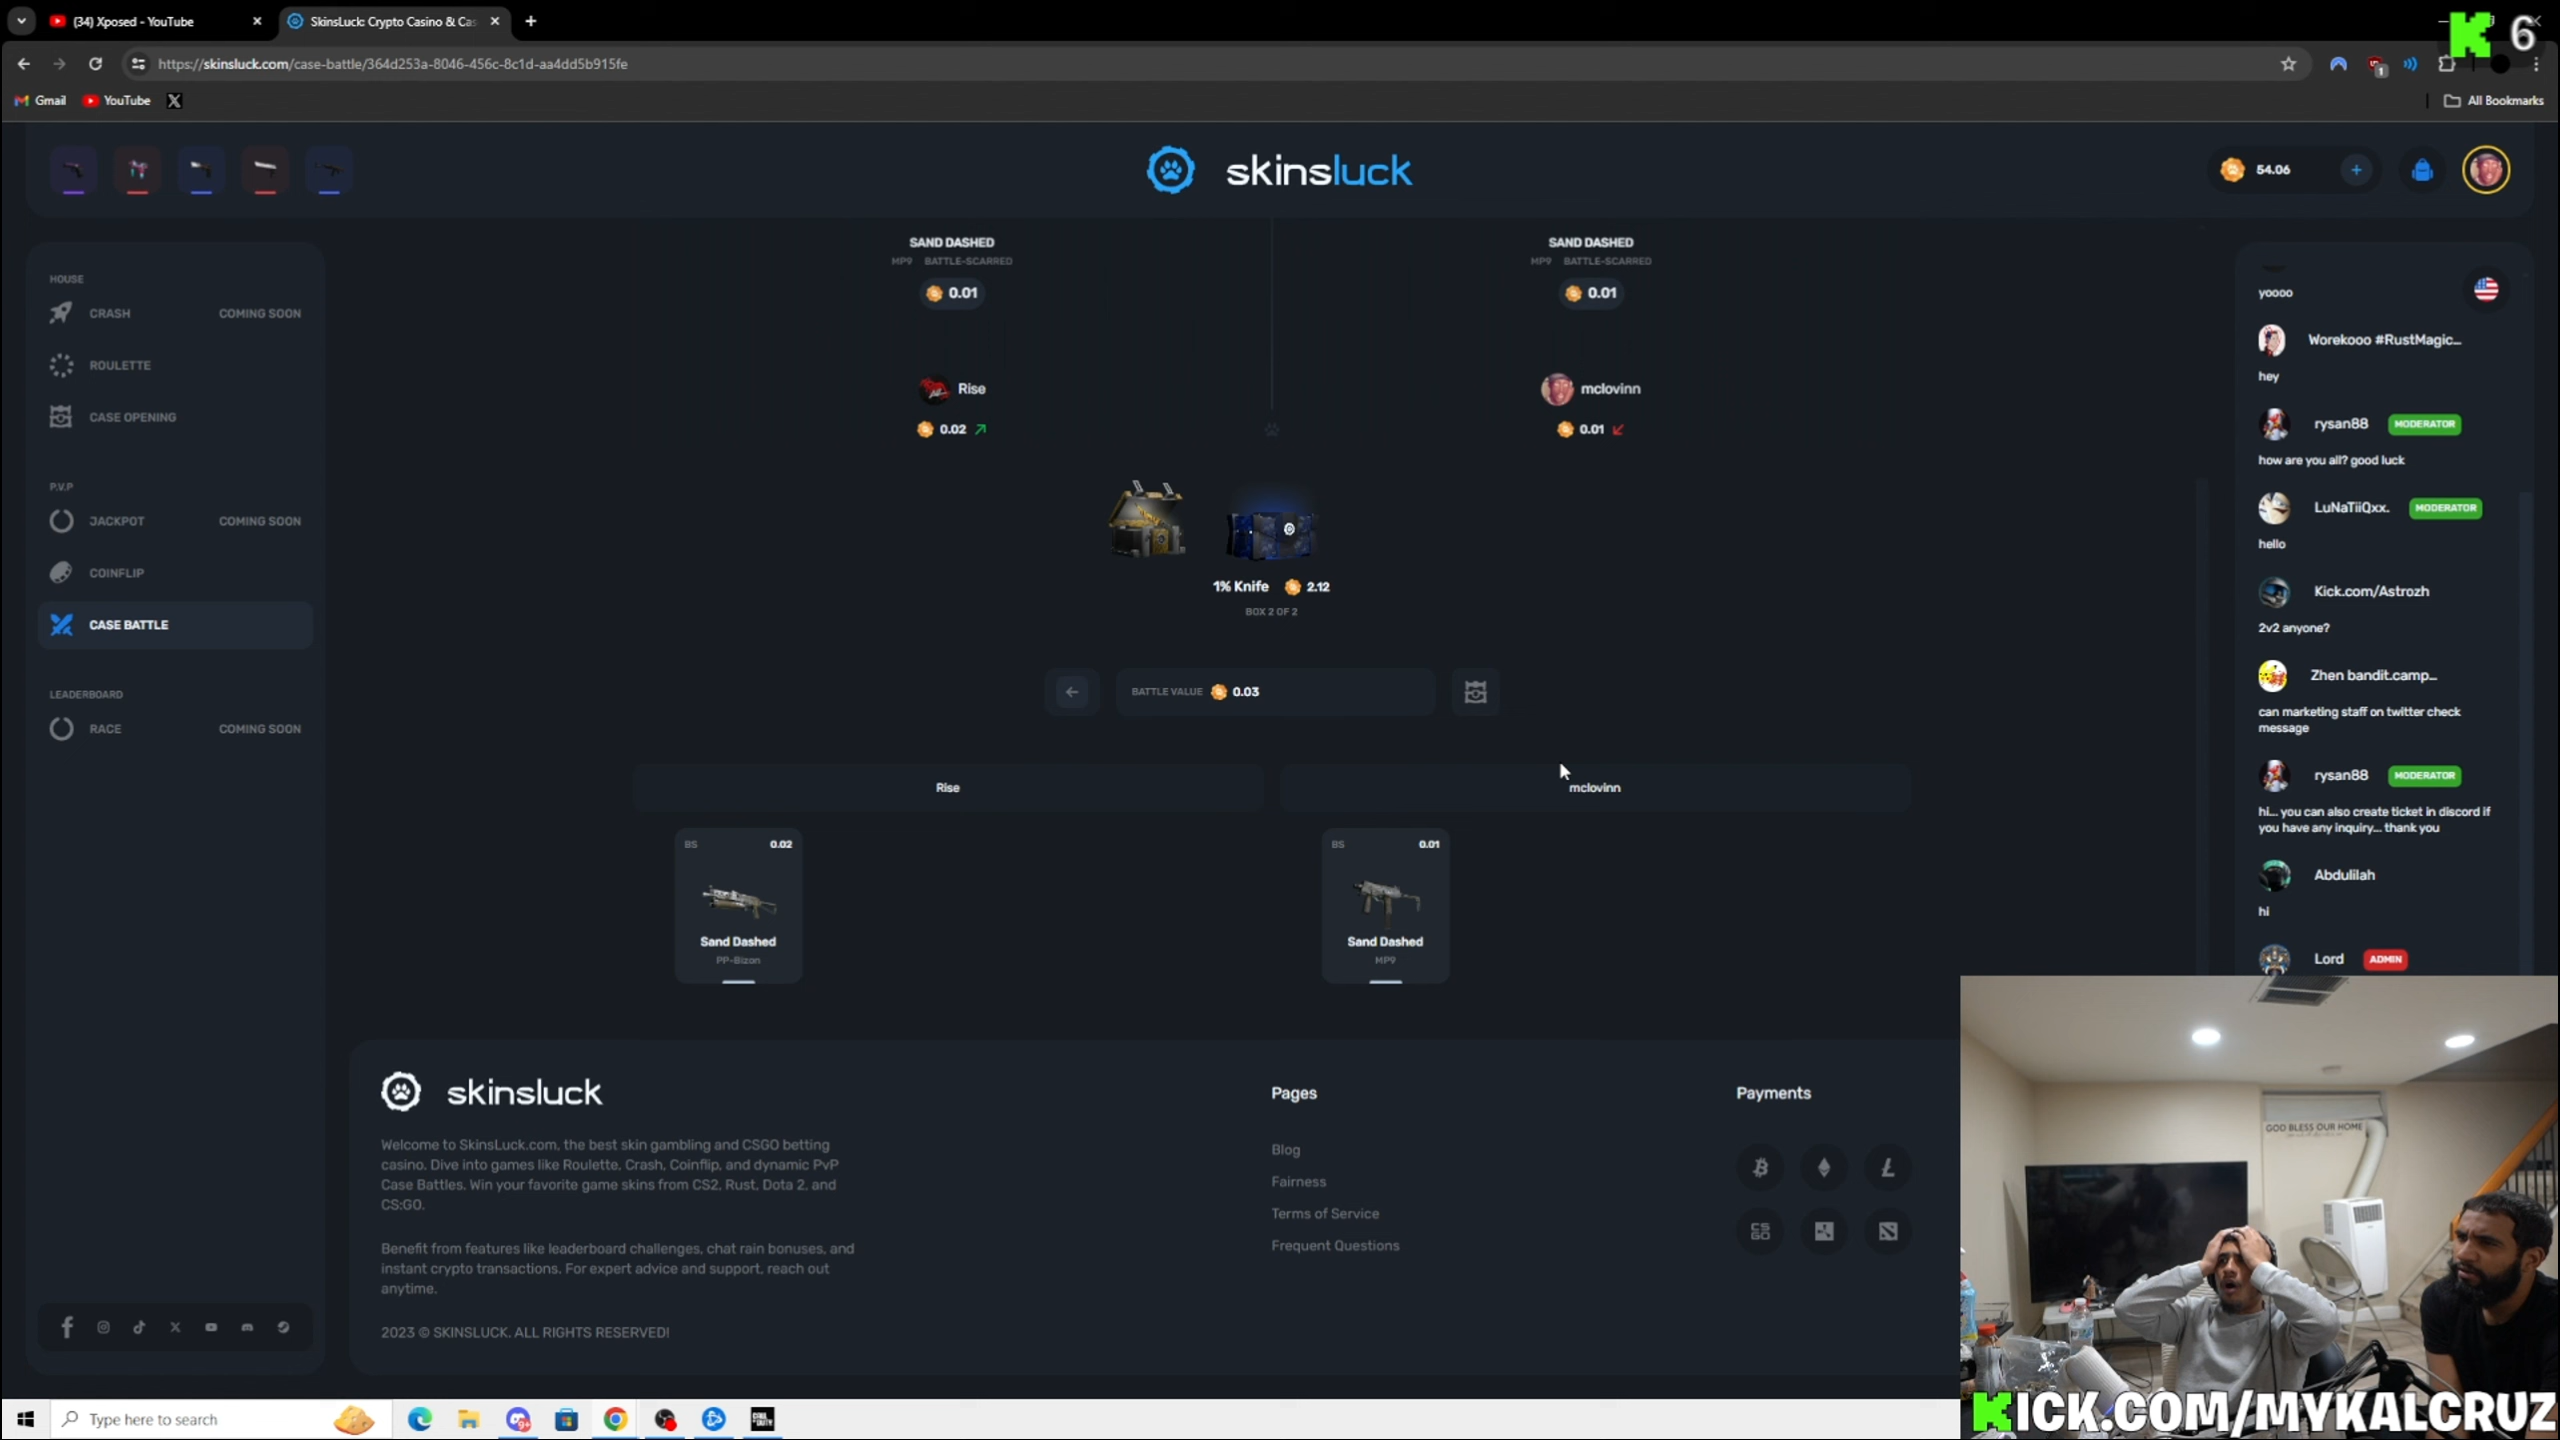 (34) Xposed - YouTube
SkinsLuck: Crypto Casino & Ca
6
https://skinsluck.com/case-battle/364d253a-8046-456c-8c1d-aa4dd5b915fe
1
Gmail
YouTube
All Bookmarks
skinsluck
54.06
HOUSE
CRASH COMING SOON
ROULETTE
CASE OPENING
P.V.P
JACKPOT COMING SOON
COINFLIP
CASE BATTLE
LEADERBOARD
RACE COMING SOON
SAND DASHED
MP9 BATTLE-SCARRED
0.01
Rise
0.02
SAND DASHED
MP9 BATTLE-SCARRED
0.01
mclovinn
0.01
1% Knife 2.12
BOX 2 OF 2
BATTLE VALUE 0.03
Rise
mclovinn
BS 0.02
Sand Dashed
PP-Bizon
BS 0.01
Sand Dashed
MP9
yoooo
Worekooo #RustMagic...
hey
rysan88 MODERATOR
how are you all? good luck
LuNaTiiQxx. MODERATOR
hello
Kick.com/Astrozh
2v2 anyone?
Zhen bandit.camp...
can marketing staff on twitter check
message
rysan88 MODERATOR
hi... you can also create ticket in discord if
you have any inquiry... thank you
Abdulilah
hi
Lord ADMIN
skinsluck
Welcome to SkinsLuck.com, the best skin gambling and CSGO betting
casino. Dive into games like Roulette, Crash, Coinflip, and dynamic PvP
Case Battles. Win your favorite game skins from CS2, Rust, Dota 2, and
CS:GO.
Benefit from features like leaderboard challenges, chat rain bonuses, and
instant crypto transactions. For expert advice and support, reach out
anytime.
2023 © SKINSLUCK. ALL RIGHTS RESERVED!
Pages
Blog
Fairness
Terms of Service
Frequent Questions
Payments
CS
GO
GOD BLESS OUR HOME
KICK.COM/MYKALCRUZ
Type here to search